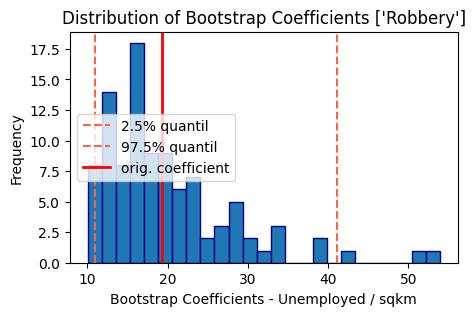 Distribution of Bootstrap Coefficients ['Robbery']
17.5
15.0
12.5
10.0
7.5
5.0
2.5
0.0
Frequency
2.5% quantil
97.5% quantil
orig. coefficient
10 20 30 40 50
Bootstrap Coefficients - Unemployed / sqkm